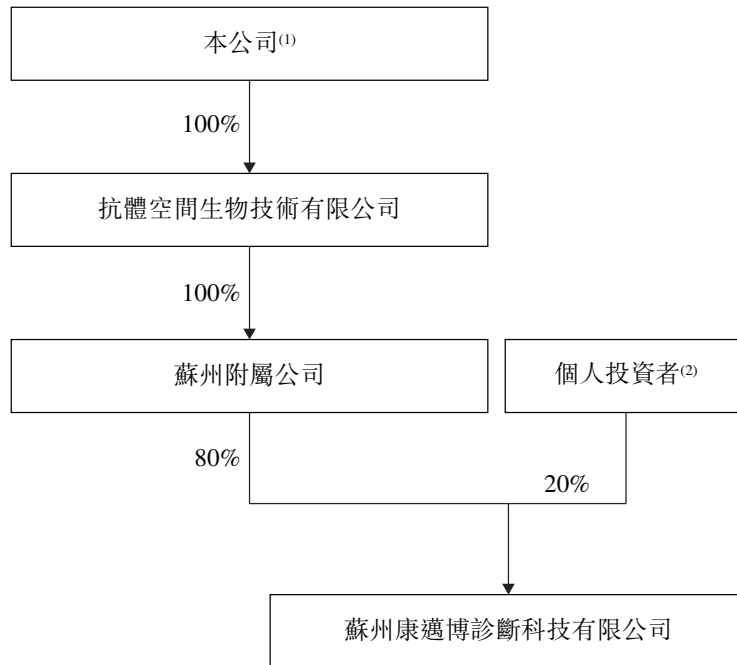 本公司(1)
100%
抗體空間生物技術有限公司
100%
蘇州附屬公司
個人投資者(2)
80%
20%
蘇州康邁博診斷科技有限公司